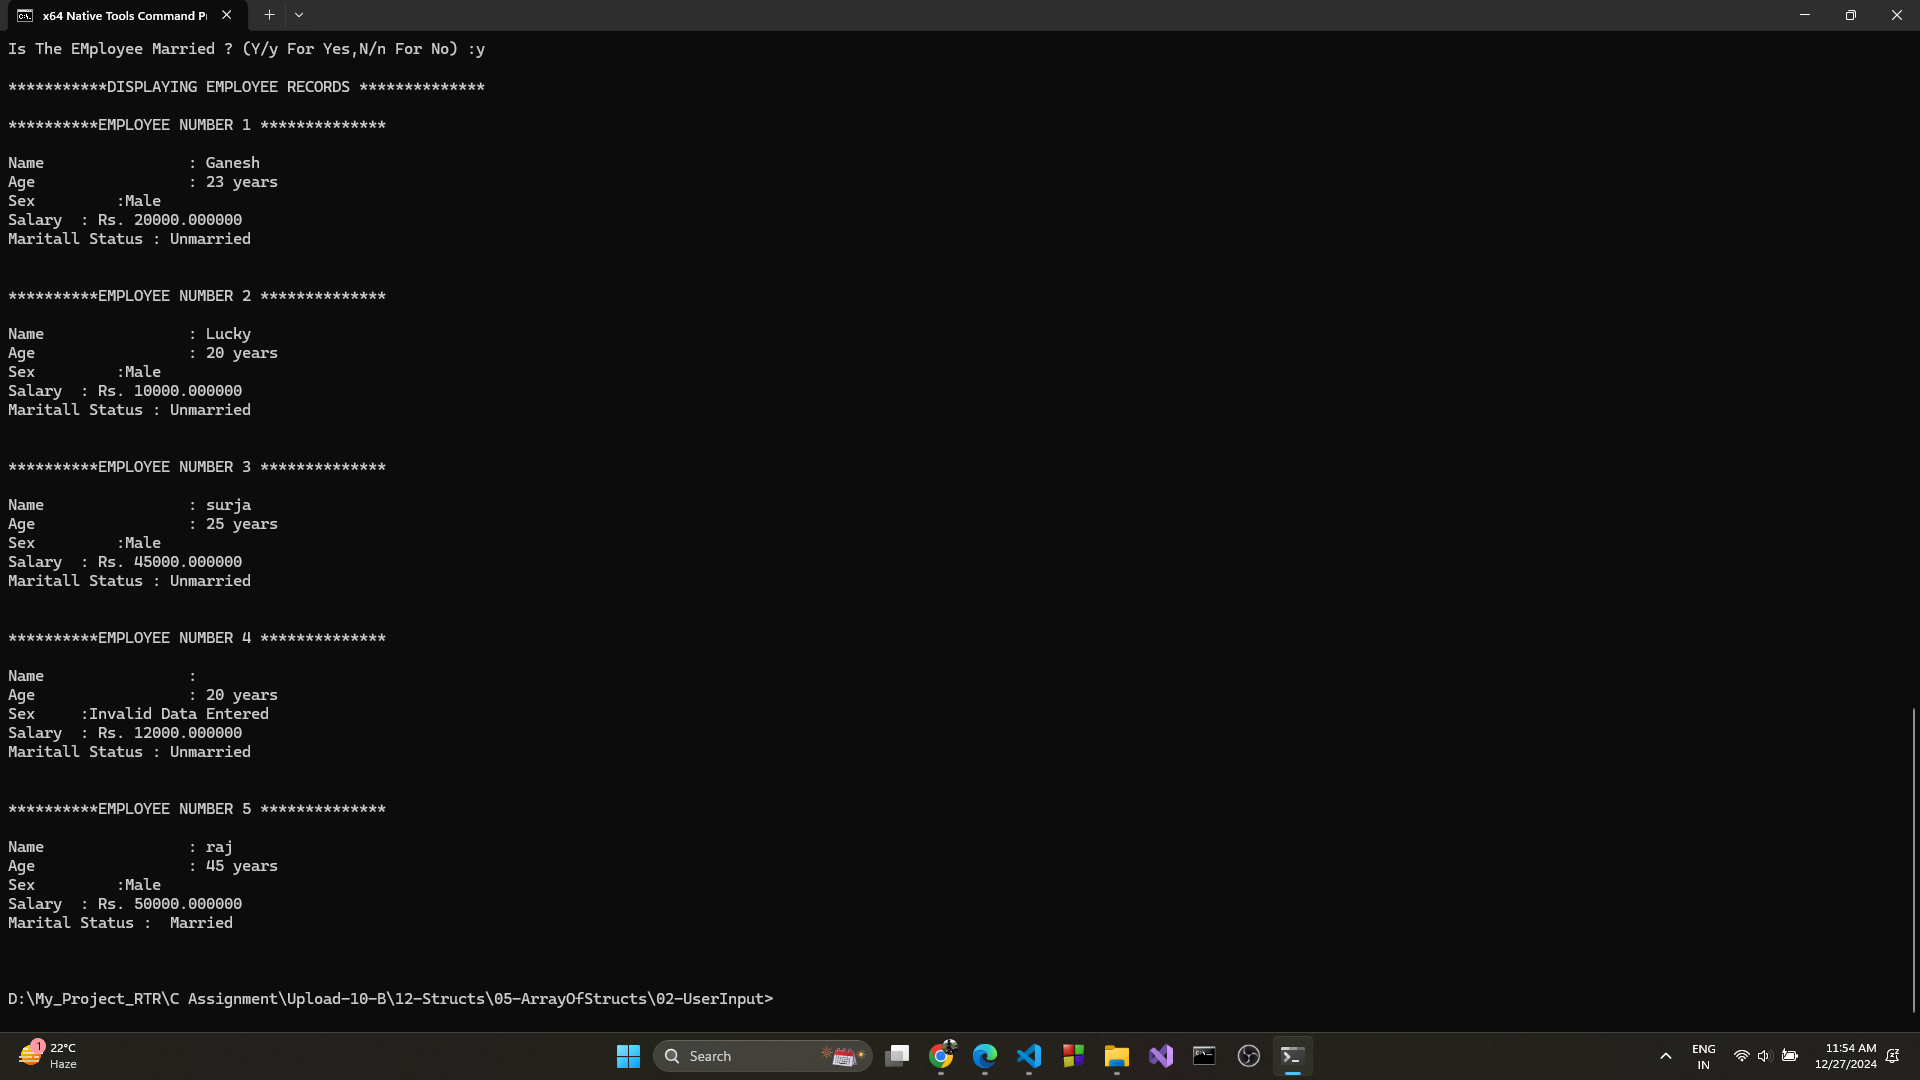 x64 Native Tools Command P
Is The EMployee Married ? (Y/y For Yes,N/n For No) :y
***********DISPLAYING EMPLOYEE RECORDS **************
**********EMPLOYEE NUMBER 1 **************
Name                : Ganesh
Age                 : 23 years
Sex         :Male
Salary  : Rs. 20000.000000
Maritall Status : Unmarried
**********EMPLOYEE NUMBER 2 **************
Name                : Lucky
Age                 : 20 years
Sex         :Male
Salary  : Rs. 10000.000000
Maritall Status : Unmarried
**********EMPLOYEE NUMBER 3 **************
Name                : surja
Age                 : 25 years
Sex         :Male
Salary  : Rs. 45000.000000
Maritall Status : Unmarried
**********EMPLOYEE NUMBER 4 **************
Name                :
Age                 : 20 years
Sex     :Invalid Data Entered
Salary  : Rs. 12000.000000
Maritall Status : Unmarried
**********EMPLOYEE NUMBER 5 **************
Name                : raj
Age                 : 45 years
Sex         :Male
Salary  : Rs. 50000.000000
Marital Status :  Married
D:\My_Project_RTR\C Assignment\Upload-10-B\12-Structs\05-ArrayOfStructs\02-UserInput>
1
22°C
Haze
Search
ENG
IN
11:54 AM
12/27/2024